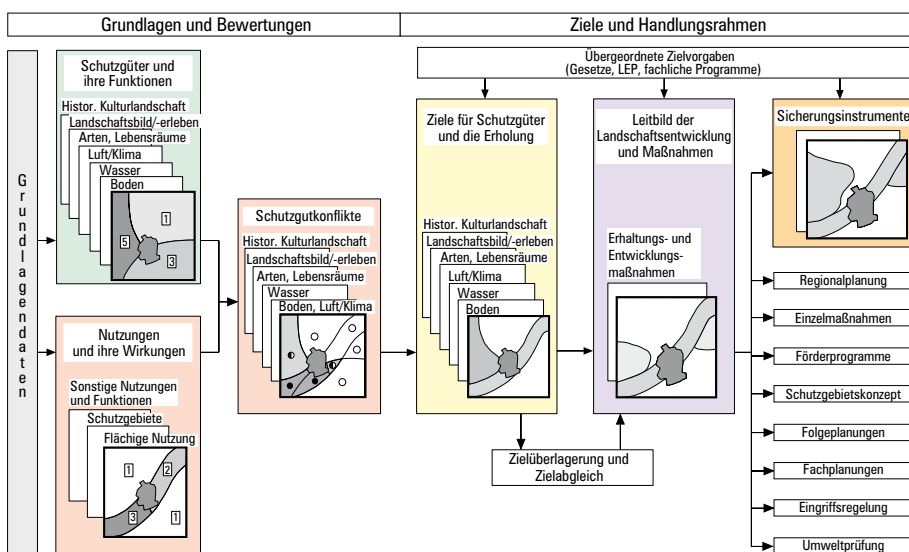 Grundlagen und Bewertungen
Ziele und Handlungsrahmen
Grundlagendaten
Schutzgüter und
ihre Funktionen
Histor. Kulturlandschaft
Landschaftsbild/-erleben
Arten, Lebensräume
Luft/Klima
Wasser
Boden
1
5
3
Nutzungen
und ihre Wirkungen
Sonstige Nutzungen
und Funktionen
Schutzgebiete
Flächige Nutzung
1
2
3
1
Schutzgutkonflikte
Histor. Kulturlandschaft
Landschaftsbild/-erleben
Arten, Lebensräume
Wasser
Boden, Luft/Klima
Übergeordnete Zielvorgaben
(Gesetze, LEP, fachliche Programme)
Ziele für Schutzgüter
und die Erholung
Histor. Kulturlandschaft
Landschaftsbild/-erleben
Arten, Lebensräume
Luft/Klima
Wasser
Boden
Zielüberlagerung und
Zielabgleich
Leitbild der
Landschaftsentwicklung
und Maßnahmen
Erhaltungs- und
Entwicklungs-
maßnahmen
Sicherungsinstrumente
Regionalplanung
Einzelmaßnahmen
Förderprogramme
Schutzgebietskonzept
Folgeplanungen
Fachplanungen
Eingriffsregelung
Umweltprüfung